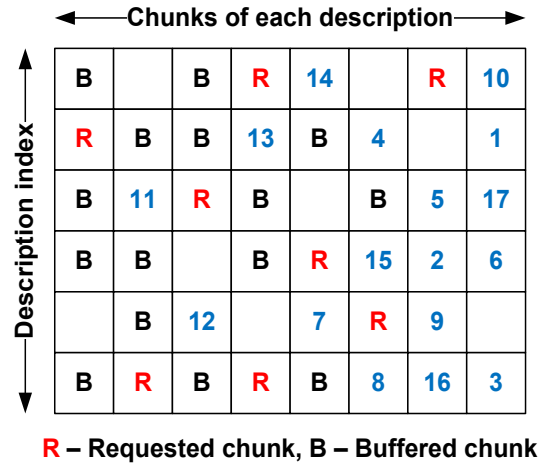 Chunks of each description
Description index
B B R 14 R 10
R B B 13 B 4 1
B 11 R B B 5 17
B B B R 15 2 6
B 12 7 R 9
B R B R B 8 16 3
R – Requested chunk, B – Buffered chunk